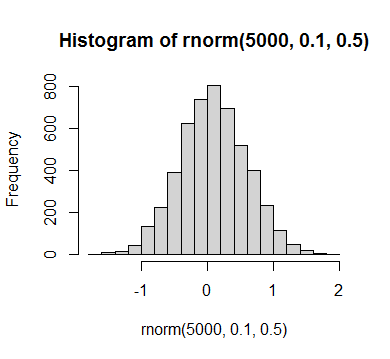 Histogram of rnorm(5000, 0.1, 0.5)
Frequency
800
600
400
200
0
-1 0 1 2
rnorm(5000, 0.1, 0.5)